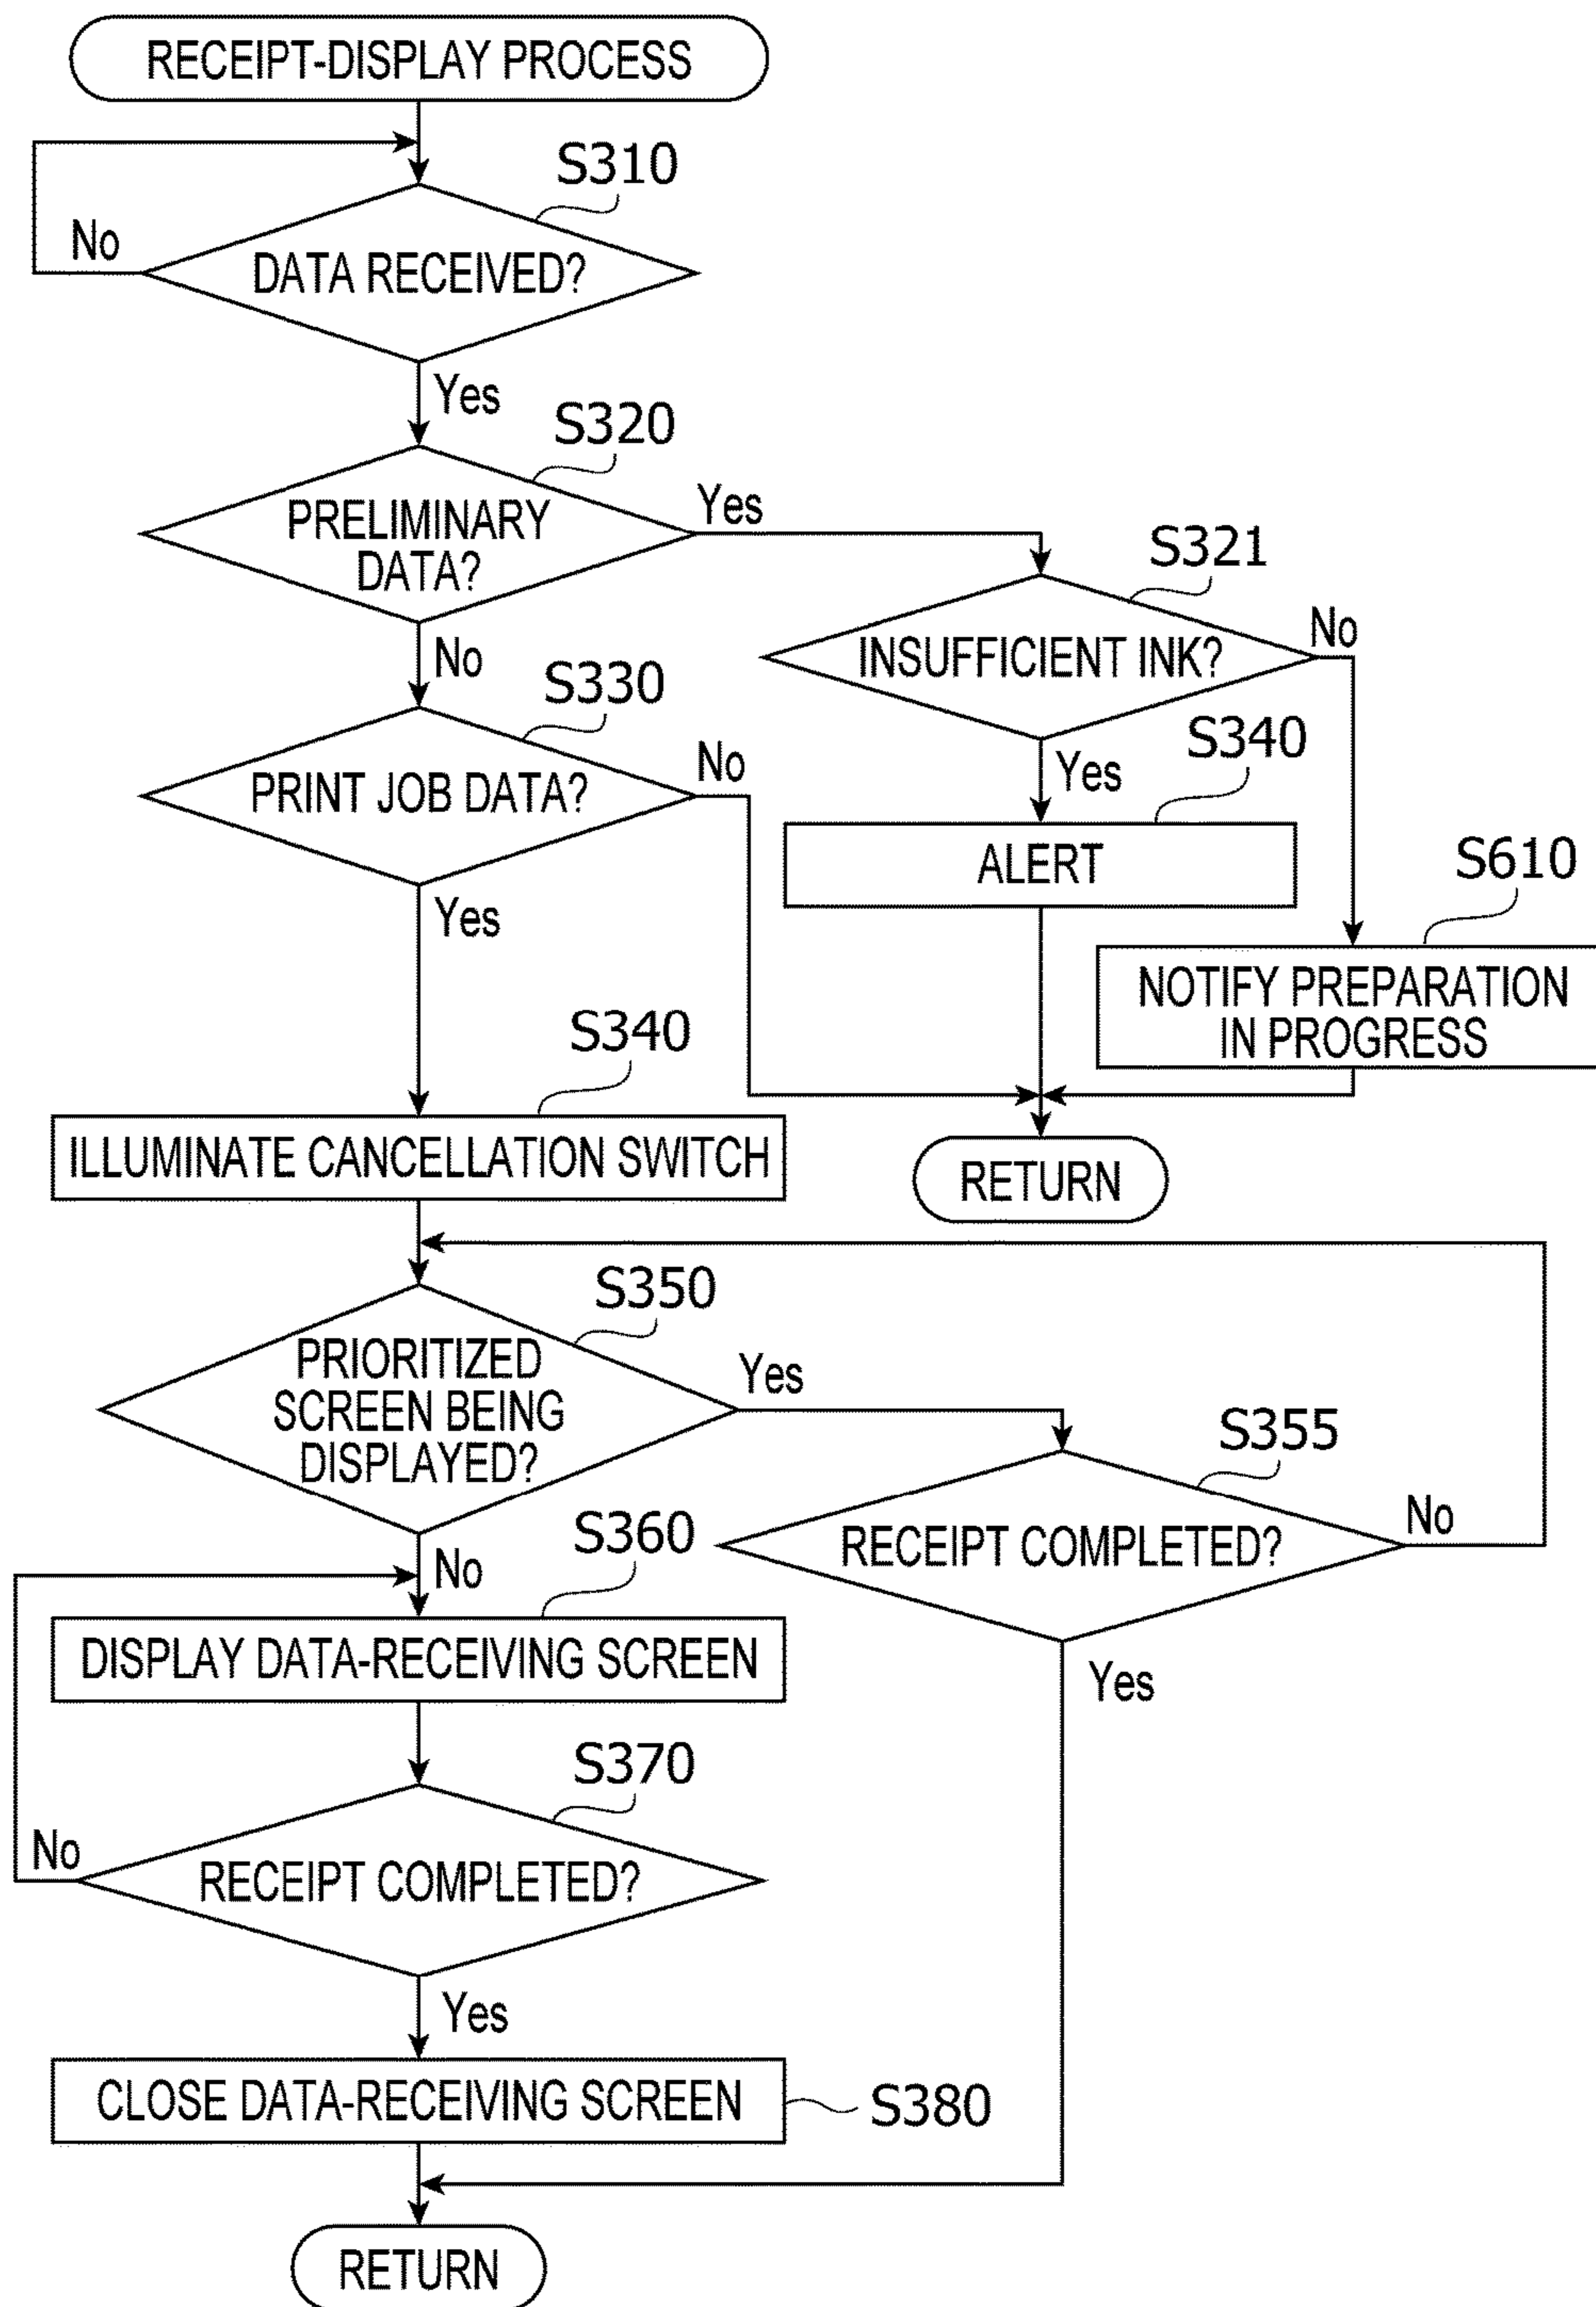 RECEIPT-DISPLAY PROCESS
S310
No
DATA RECEIVED?
Yes
S320
PRELIMINARY
DATA?
Yes
S321
No
INSUFFICIENT INK?
No
S330
PRINT JOB DATA?
No
Yes
S340
ALERT
Yes
S610
NOTIFY PREPARATION
IN PROGRESS
S340
ILLUMINATE CANCELLATION SWITCH
RETURN
S350
PRIORITIZED
SCREEN BEING
DISPLAYED?
Yes
S355
RECEIPT COMPLETED?
No
No
S360
DISPLAY DATA-RECEIVING SCREEN
Yes
S370
No
RECEIPT COMPLETED?
Yes
CLOSE DATA-RECEIVING SCREEN
S380
RETURN